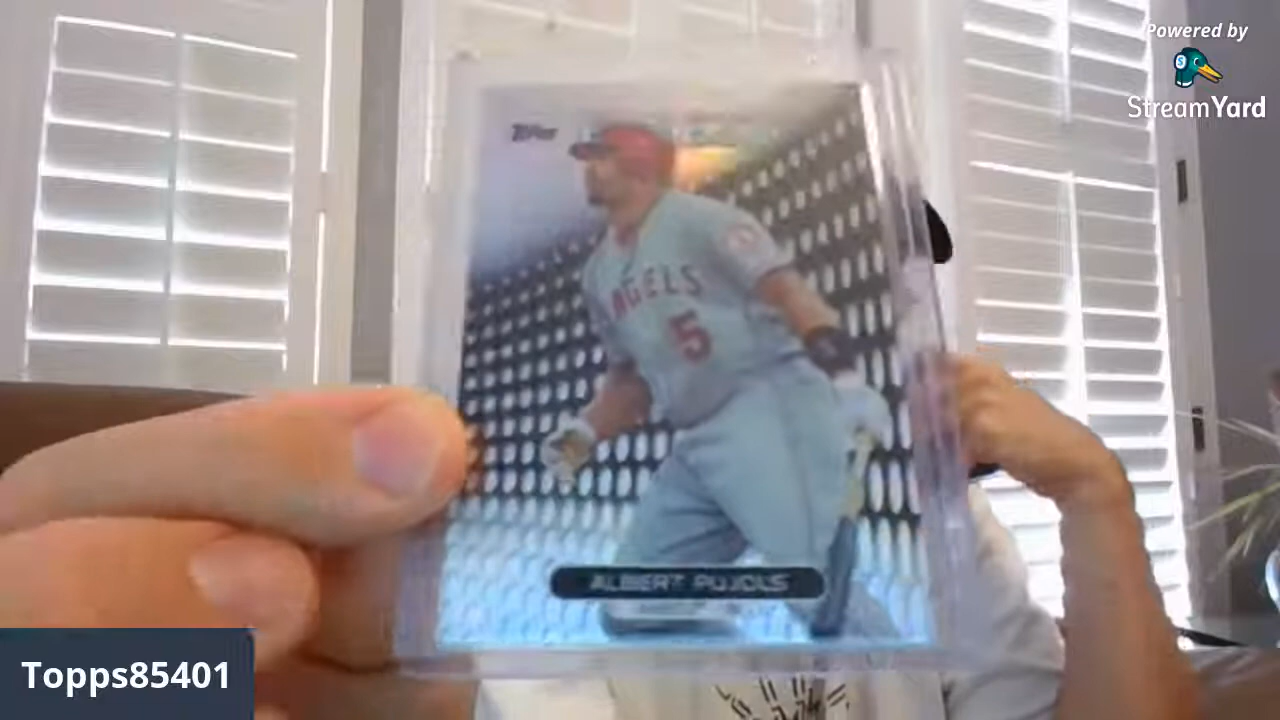 Powered by
StreamYard
Topps
ANGELS
5
ALBERT PUJOLS
Topps85401